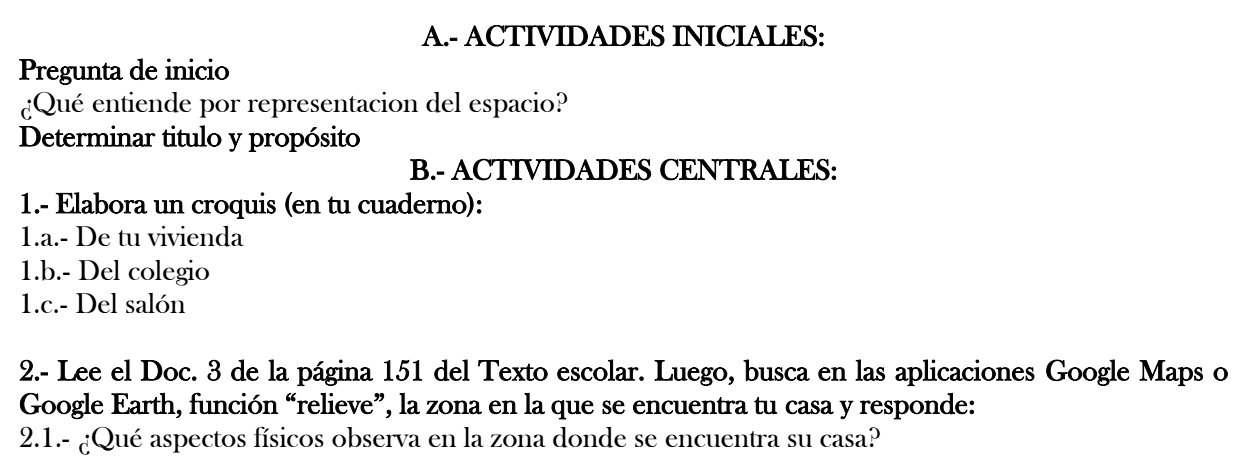 A.- ACTIVIDADES INICIALES:
Pregunta de inicio
¿Qué entiende por representacion del espacio?
Determinar titulo y propósito
B.- ACTIVIDADES CENTRALES:
1.- Elabora un croquis (en tu cuaderno):
1.a.- De tu vivienda
1.b.- Del colegio
1.c.- Del salón
2.- Lee el Doc. 3 de la página 151 del Texto escolar. Luego, busca en las aplicaciones Google Maps o
Google Earth, función “relieve”, la zona en la que se encuentra tu casa y responde:
2.1.- ¿Qué aspectos físicos observa en la zona donde se encuentra su casa?